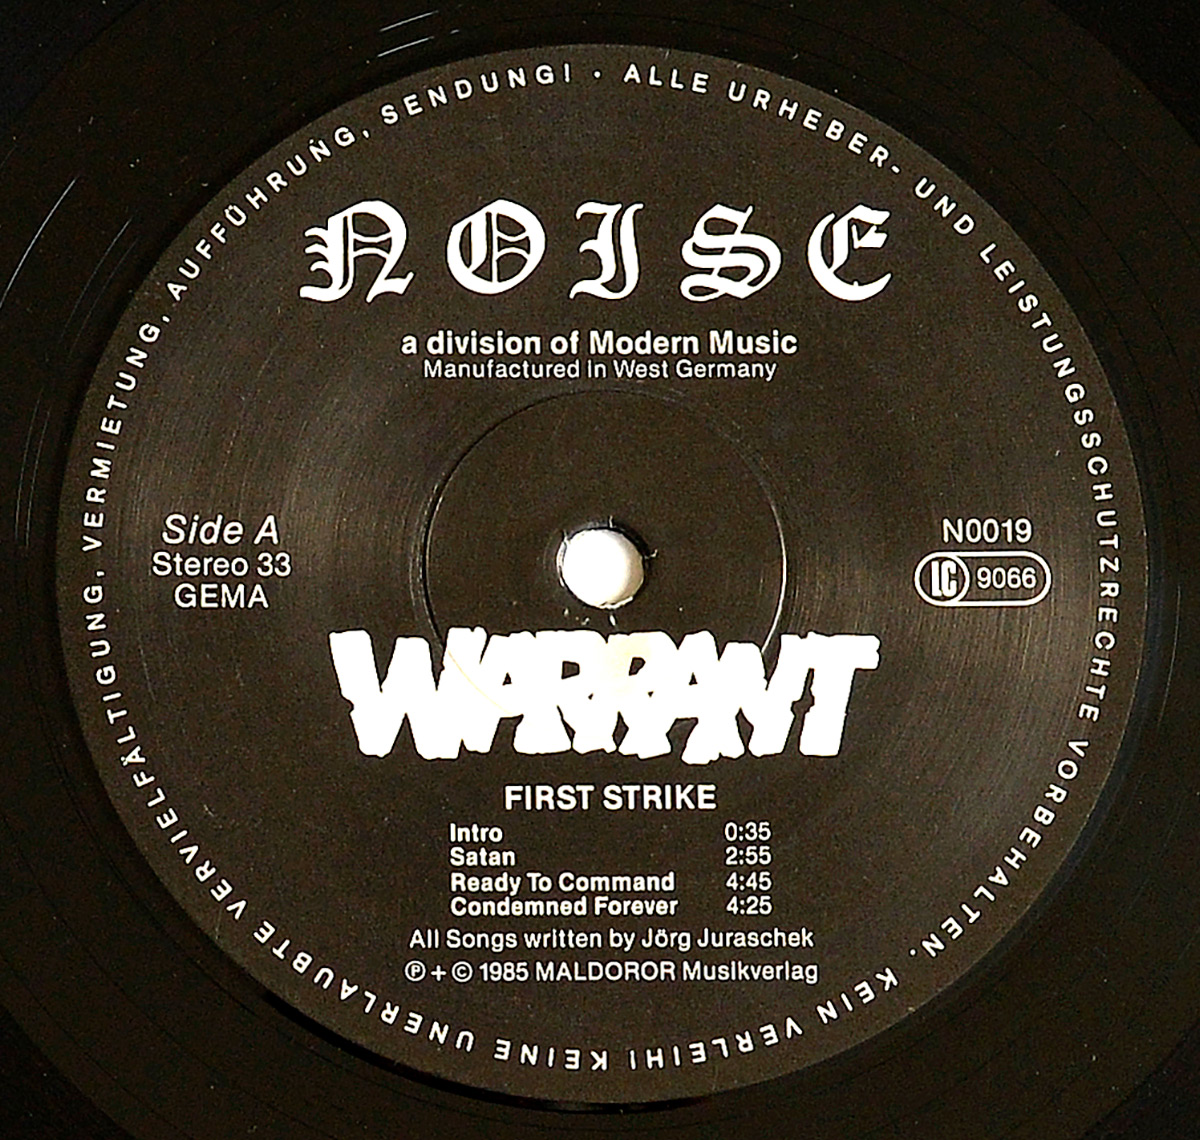 ALLE URHEBER- UND LEISTUNGSSCHUTZRECHTE VORBEHALTEN. KEIN VERLEIH! KEINE UNERLAUBTE VERVIELFÄLTIGUNG, VERMIETUNG, AUFFÜHRUNG, SENDUNG! ·
NOISE
a division of Modern Music
Manufactured in West Germany
Side A
Stereo 33
GEMA
N0019
LC 9066
WARRANT
FIRST STRIKE
Intro 0:35
Satan 2:55
Ready To Command 4:45
Condemned Forever 4:25
All Songs written by Jörg Juraschek
℗ + © 1985 MALDOROR Musikverlag